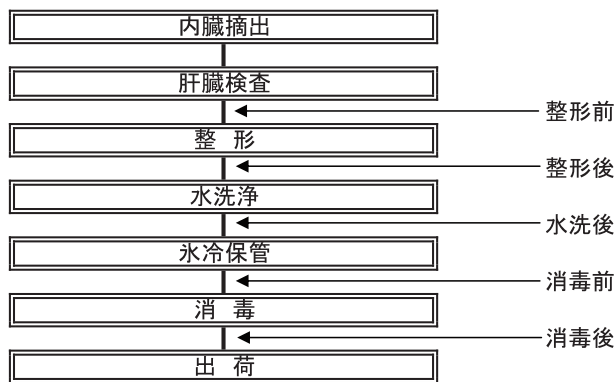 内臓摘出
肝臓検査
整形前
整 形
整形後
水洗浄
水洗後
氷冷保管
消毒前
消 毒
消毒後
出 荷